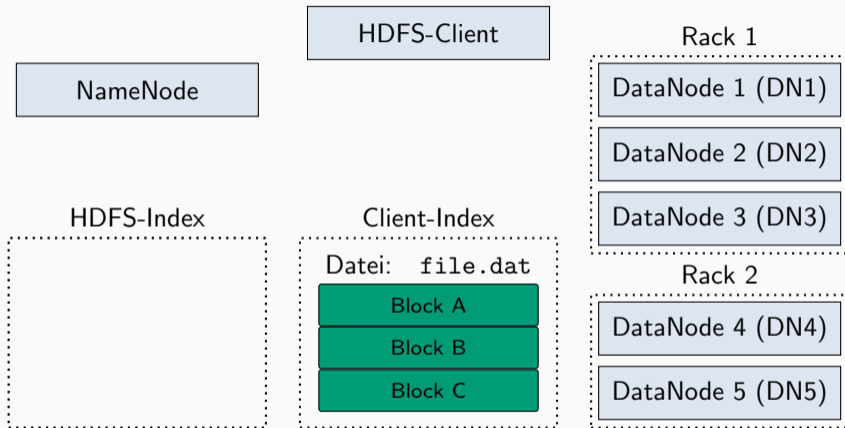 HDFS-Client
NameNode
Rack 1
DataNode 1 (DN1)
DataNode 2 (DN2)
DataNode 3 (DN3)
HDFS-Index
Client-Index
Datei: file.dat
Block A
Block B
Block C
Rack 2
DataNode 4 (DN4)
DataNode 5 (DN5)